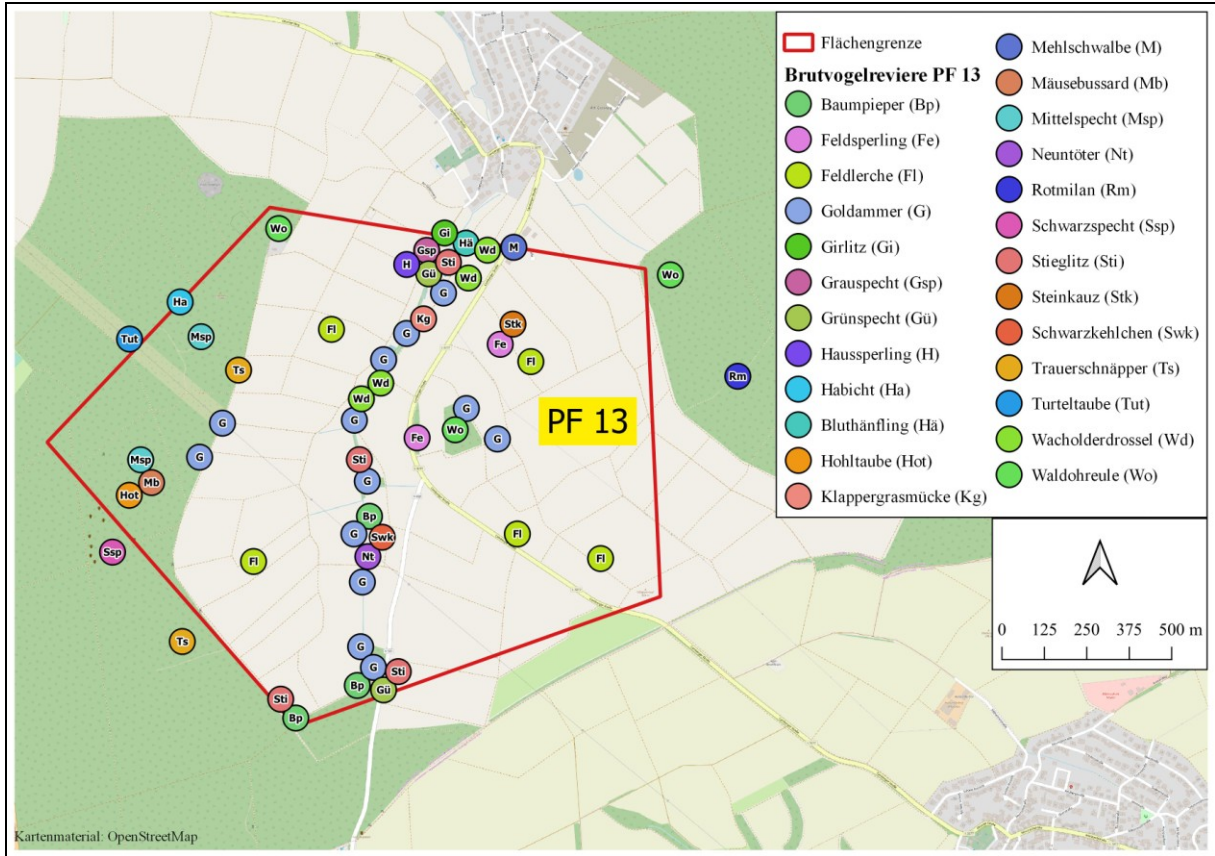 Flächengrenze
Brutvogelreviere PF 13
Baumpieper (Bp)
Feldsperling (Fe)
Feldlerche (Fl)
Goldammer (G)
Girlitz (Gi)
Grauspecht (Gsp)
Grünspecht (Gü)
Haussperling (H)
Habicht (Ha)
Bluthänfling (Hä)
Hohltaube (Hot)
Klappergrasmücke (Kg)
Mehlschwalbe (M)
Mäusebussard (Mb)
Mittelspecht (Msp)
Neuntöter (Nt)
Rotmilan (Rm)
Schwarzspecht (Ssp)
Stieglitz (Sti)
Steinkauz (Stk)
Schwarzkehlchen (Swk)
Trauerschnäpper (Ts)
Turteltaube (Tut)
Wacholderdrossel (Wd)
Waldohreule (Wo)
0 125 250 375 500 m
Wo
Gi
Gsp
Hä
Wd
M
H
Sti
Gü
Wd
Wo
G
Ha
Kg
Stk
Tut
Msp
Fl
G
Fe
Fl
G
Ts
Wd
Rm
Wd
G
G
G
Wo
Fe
G
PF 13
G
Msp
Sti
Mb
G
Hot
Bp
G
Swk
Fl
Ssp
Nt
Fl
Fl
G
Ts
G
G
Sti
Bp
Gü
Sti
Bp
Kartenmaterial: OpenStreetMap